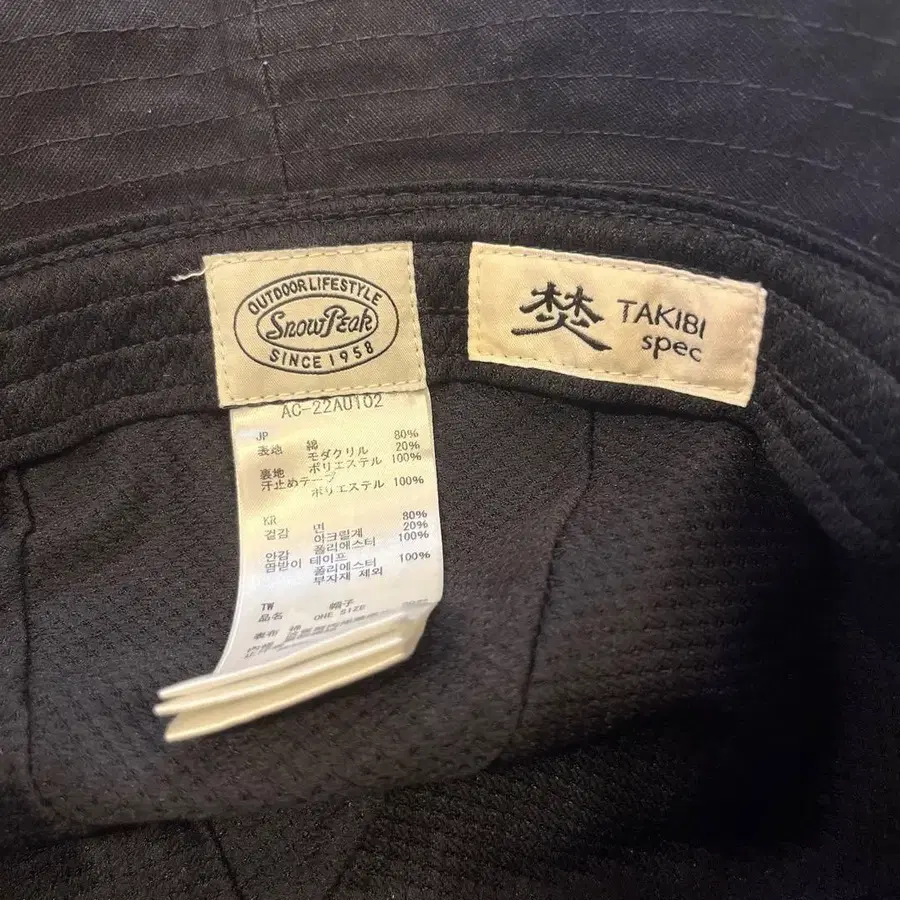 OUTDOOR LIFESTYLE
Snow Peak
SINCE 1958
焚 TAKIBI
spec
AC-22AU102
JP
表地 綿 80%
モダクリル 20%
裏地 ポリエステル 100%
汗止めテープ
ポリエステル 100%
KR
겉감 면 80%
아크릴계 20%
안감 폴리에스터 100%
땀받이 테이프
폴리에스터 100%
부자재 제외
TW
品名 帽子
ONE SIZE
表布 綿